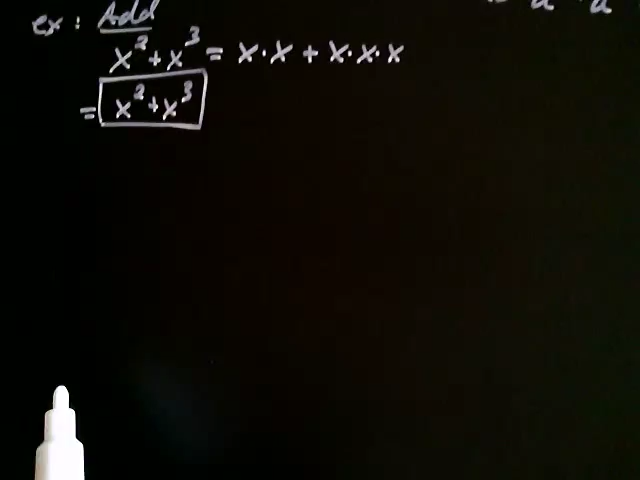 ex: Add
x² + x³ = x·x + x·x·x
= x² + x³